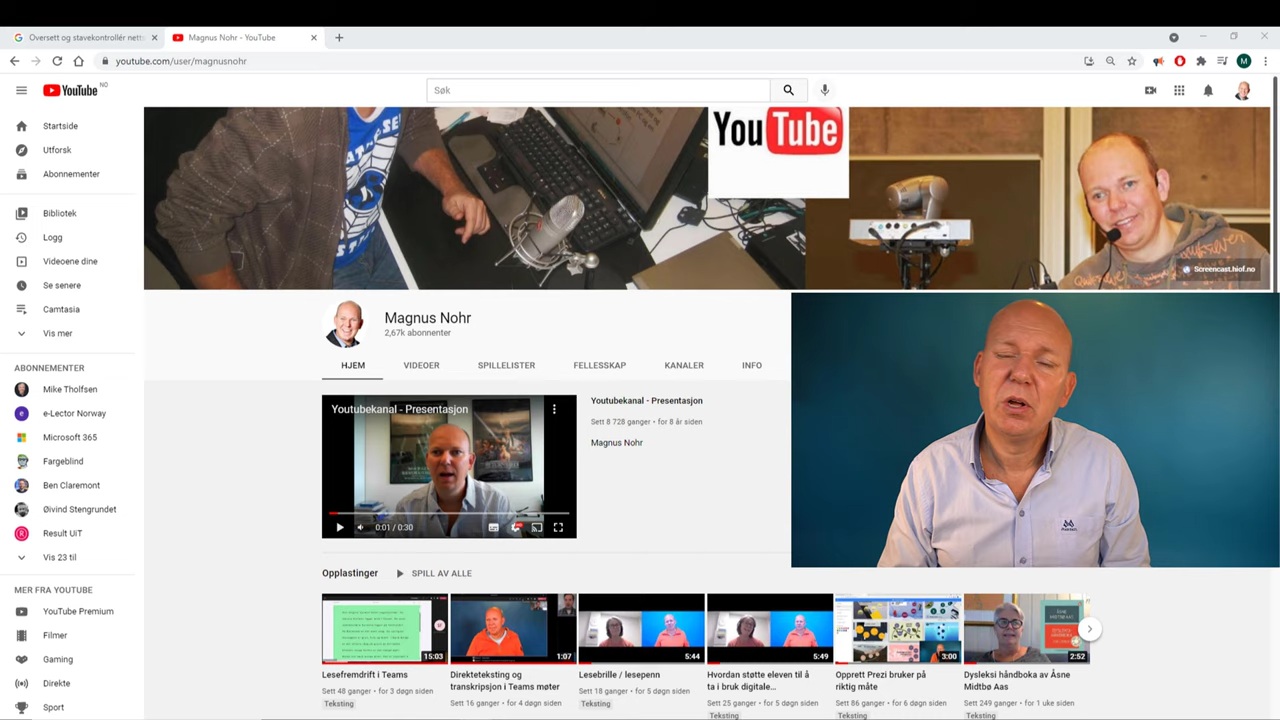 Oversett og stavekontrollér netts
Magnus Nohr - YouTube
youtube.com/user/magnusnohr
M
YouTube NO
Søk
Startside
Utforsk
Abonnementer
Bibliotek
Logg
Videoene dine
Se senere
Camtasia
Vis mer
ABONNEMENTER
Mike Tholfsen
e-Lector Norway
Microsoft 365
Fargeblind
Ben Claremont
Øivind Stengrundet
Result UiT
Vis 23 til
MER FRA YOUTUBE
YouTube Premium
Filmer
Gaming
Direkte
Sport
You Tube
Screencast.hiof.no
Magnus Nohr
2,67k abonnenter
HJEM VIDEOER SPILLELISTER FELLESSKAP KANALER INFO
Youtubekanal - Presentasjon
0:01 / 0:30
Youtubekanal - Presentasjon
Sett 8 728 ganger • for 8 år siden
Magnus Nohr
Opplastinger SPILL AV ALLE
15:03
Lesefremdrift i Teams
Sett 48 ganger • for 3 døgn siden
Teksting
1:07
Direkteteksting og
transkripsjon i Teams møter
Sett 16 ganger • for 4 døgn siden
5:44
Lesebrille / lesepenn
Sett 18 ganger • for 5 døgn siden
Teksting
5:49
Hvordan støtte eleven til å
ta i bruk digitale...
Sett 25 ganger • for 5 døgn siden
Teksting
3:00
Opprett Prezi bruker på
riktig måte
Sett 86 ganger • for 6 døgn siden
Teksting
2:52
Dysleksi håndboka av Åsne
Midtbø Aas
Sett 249 ganger • for 1 uke siden
Teksting